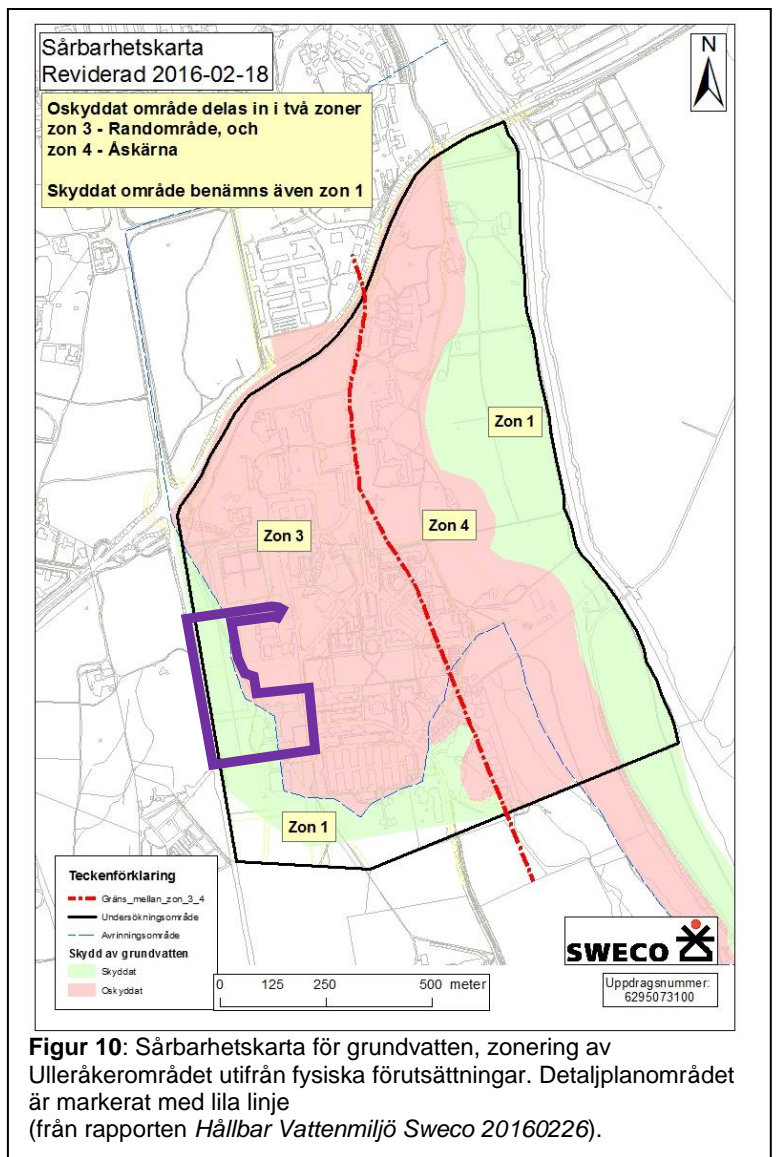 Sårbarhetskarta
Reviderad 2016-02-18
N
Oskyddat område delas in i två zoner
zon 3 - Randområde, och
zon 4 - Åskärna
Skyddat område benämns även zon 1
Zon 1
Zon 4
Zon 3
Zon 1
Teckenförklaring
Gräns_mellan_zon_3_4
Undersökningsområde
Avrinningsområde
Skydd av grundvatten
Skyddat
Oskyddat
0 125 250 500 meter
SWECO
Uppdragsnummer:
6295073100
Figur 10: Sårbarhetskarta för grundvatten, zonering av
Ulleråkerområdet utifrån fysiska förutsättningar. Detaljplanområdet
är markerat med lila linje
(från rapporten Hållbar Vattenmiljö Sweco 20160226).